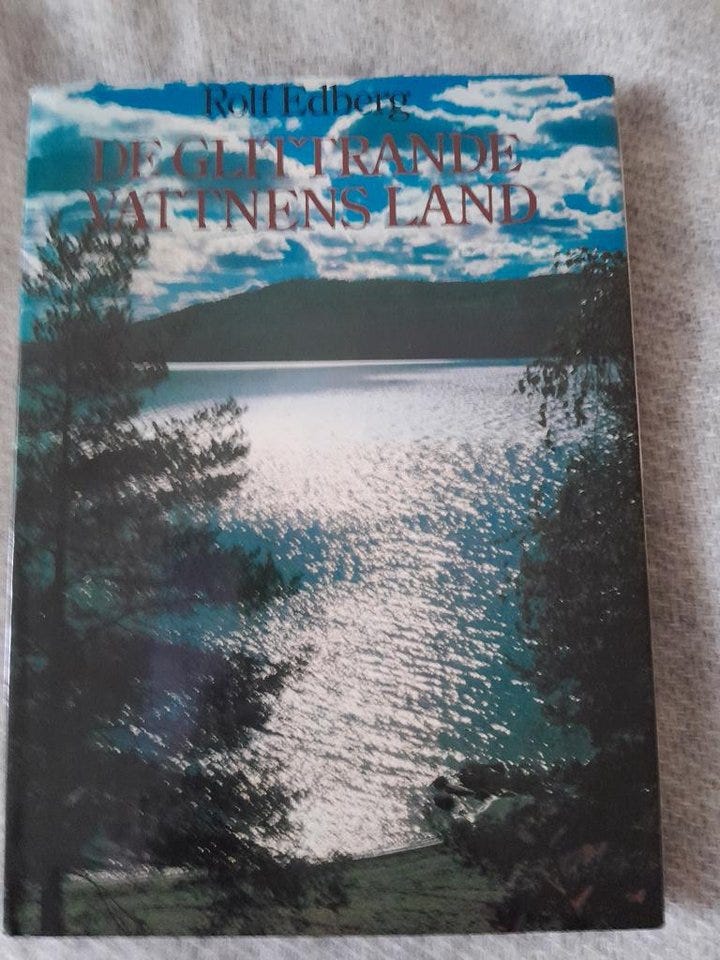 Rolf Edberg
DE GLITTRANDE
VATTNENS LAND